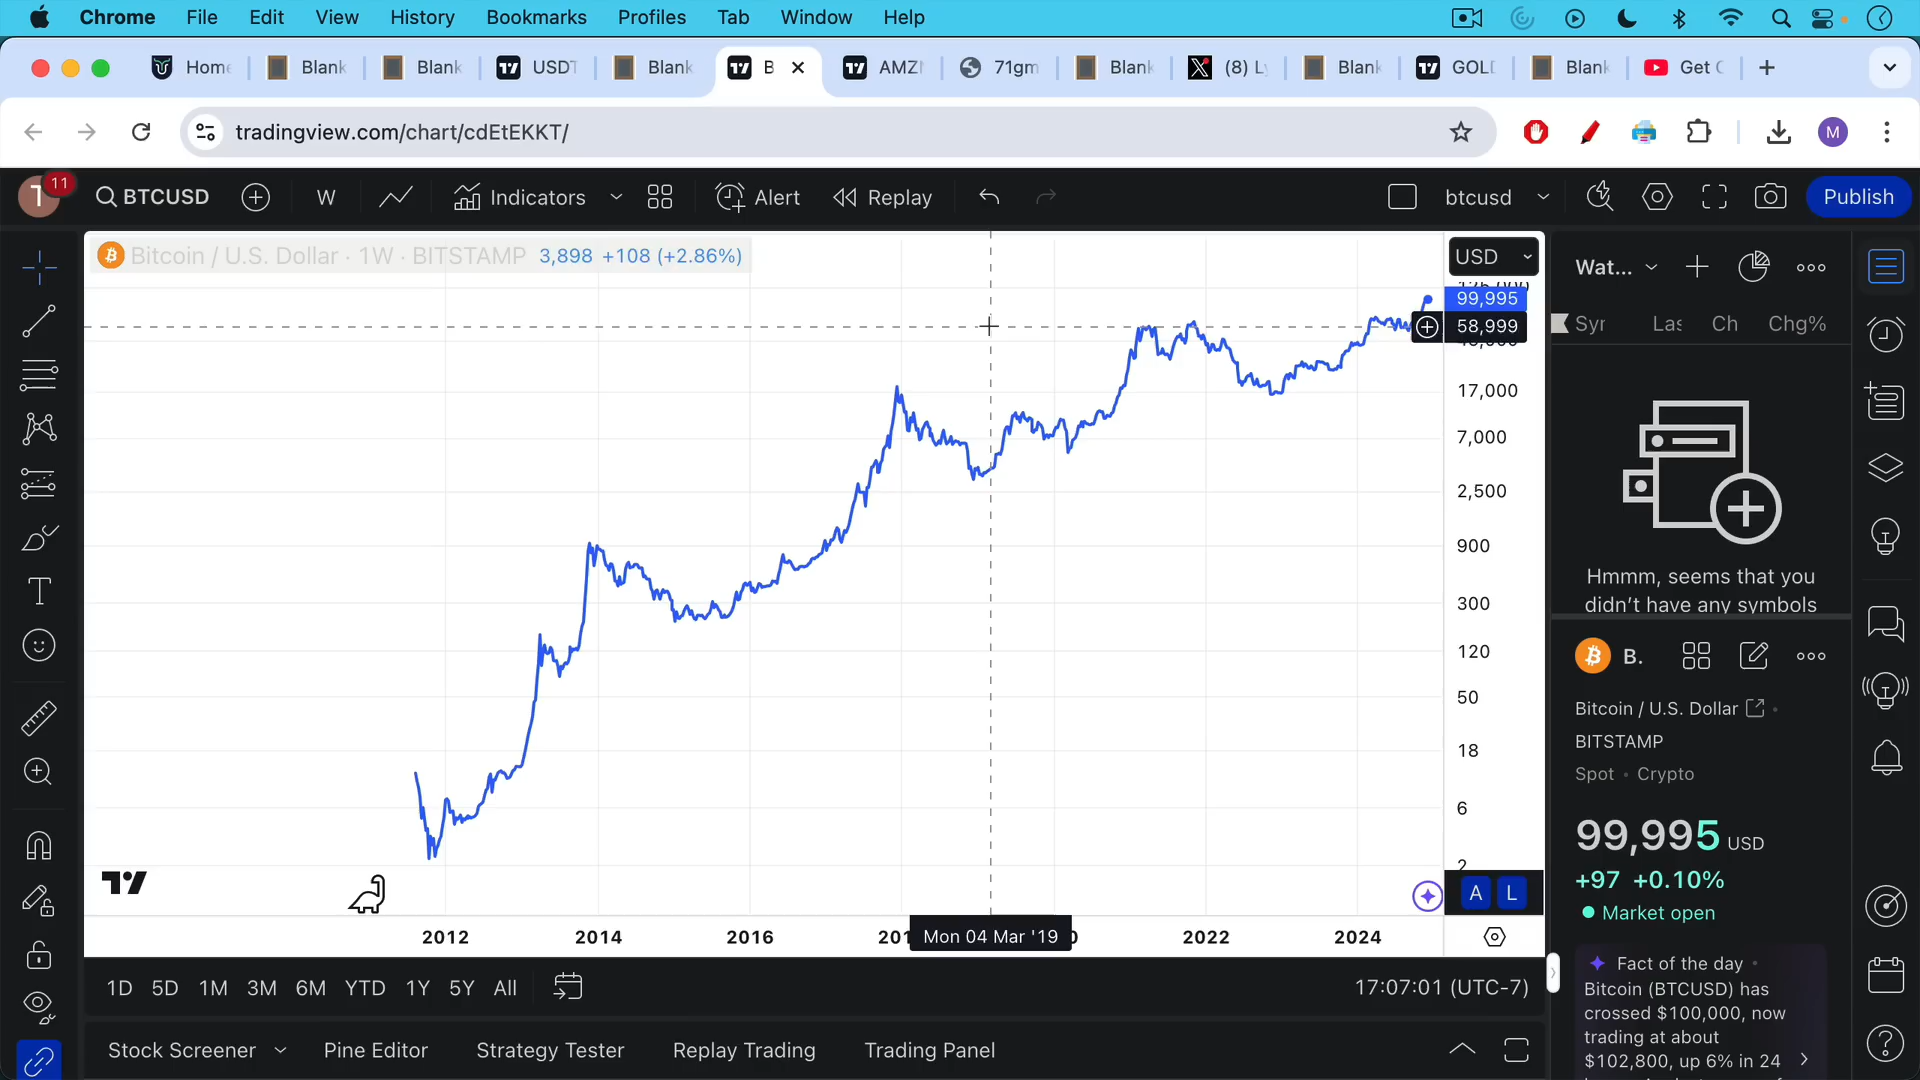 Chrome File Edit View History Bookmarks Profiles Tab Window Help
Home Blank Blank USDT Blank B AMZN 71gm Blank (8) Blank GOLD Blank Get
tradingview.com/chart/cdEtEKKT/
M
T 11 BTCUSD W Indicators Alert Replay btcusd Publish
Bitcoin / U.S. Dollar · 1W · BITSTAMP 3,898 +108 (+2.86%)
USD
99,995
58,999
17,000
7,000
2,500
900
300
120
50
18
6
2
A L
2012 2014 2016 Mon 04 Mar '19 2022 2024
1D 5D 1M 3M 6M YTD 1Y 5Y All 17:07:01 (UTC-7)
Stock Screener Pine Editor Strategy Tester Replay Trading Trading Panel
Wat...
Chg%
Hmmm, seems that you
didn't have any symbols
B.
Bitcoin / U.S. Dollar
BITSTAMP
Spot • Crypto
99,995 USD
+97 +0.10%
Market open
Fact of the day
Bitcoin (BTCUSD) has
crossed $100,000, now
trading at about
$102,800, up 6% in 24